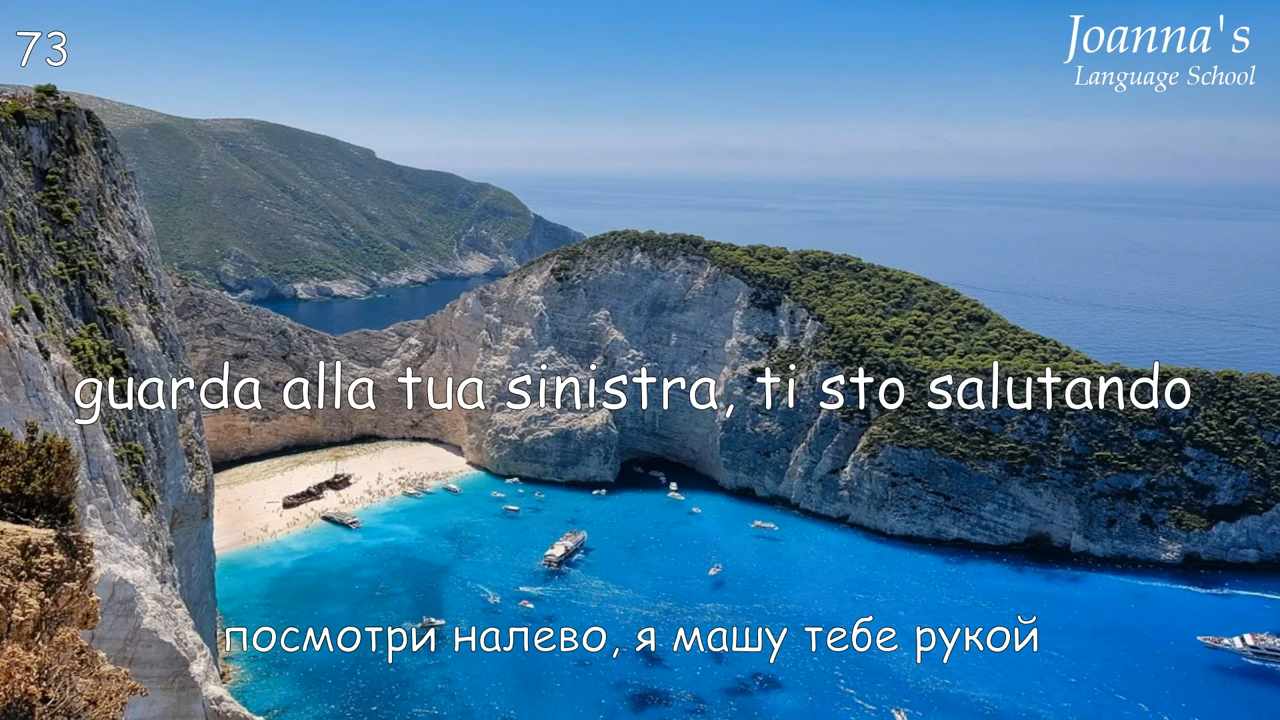 73
Joanna's
Language School
guarda alla tua sinistra, ti sto salutando
посмотри налево, я машу тебе рукой